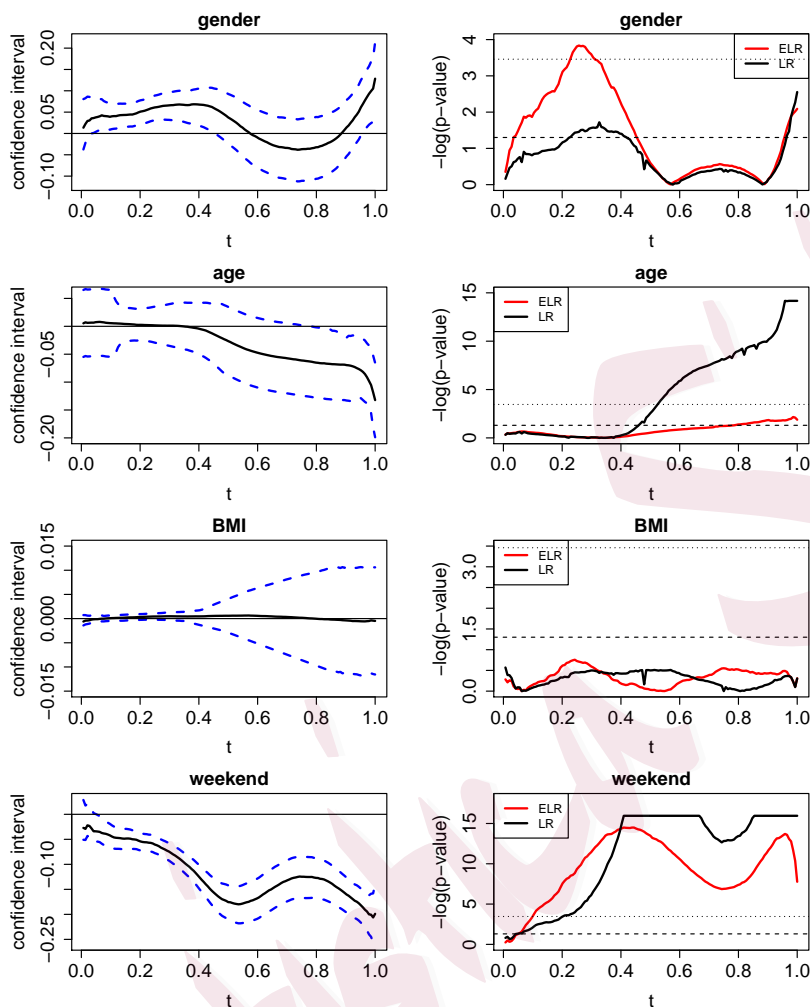 gender
confidence interval
−0.10 0.05 0.20
0.0 0.2 0.4 0.6 0.8 1.0
t
gender
−log(p−value)
0 1 2 3 4
ELR
LR
0.0 0.2 0.4 0.6 0.8 1.0
t
age
confidence interval
−0.20 −0.05
0.0 0.2 0.4 0.6 0.8 1.0
t
age
−log(p−value)
0 5 10 15
ELR
LR
0.0 0.2 0.4 0.6 0.8 1.0
t
BMI
confidence interval
−0.015 0.000 0.015
0.0 0.2 0.4 0.6 0.8 1.0
t
BMI
−log(p−value)
0.0 1.5 3.0
ELR
LR
0.0 0.2 0.4 0.6 0.8 1.0
t
weekend
confidence interval
−0.25 −0.10
0.0 0.2 0.4 0.6 0.8 1.0
t
weekend
−log(p−value)
0 5 10 15
ELR
LR
0.0 0.2 0.4 0.6 0.8 1.0
t